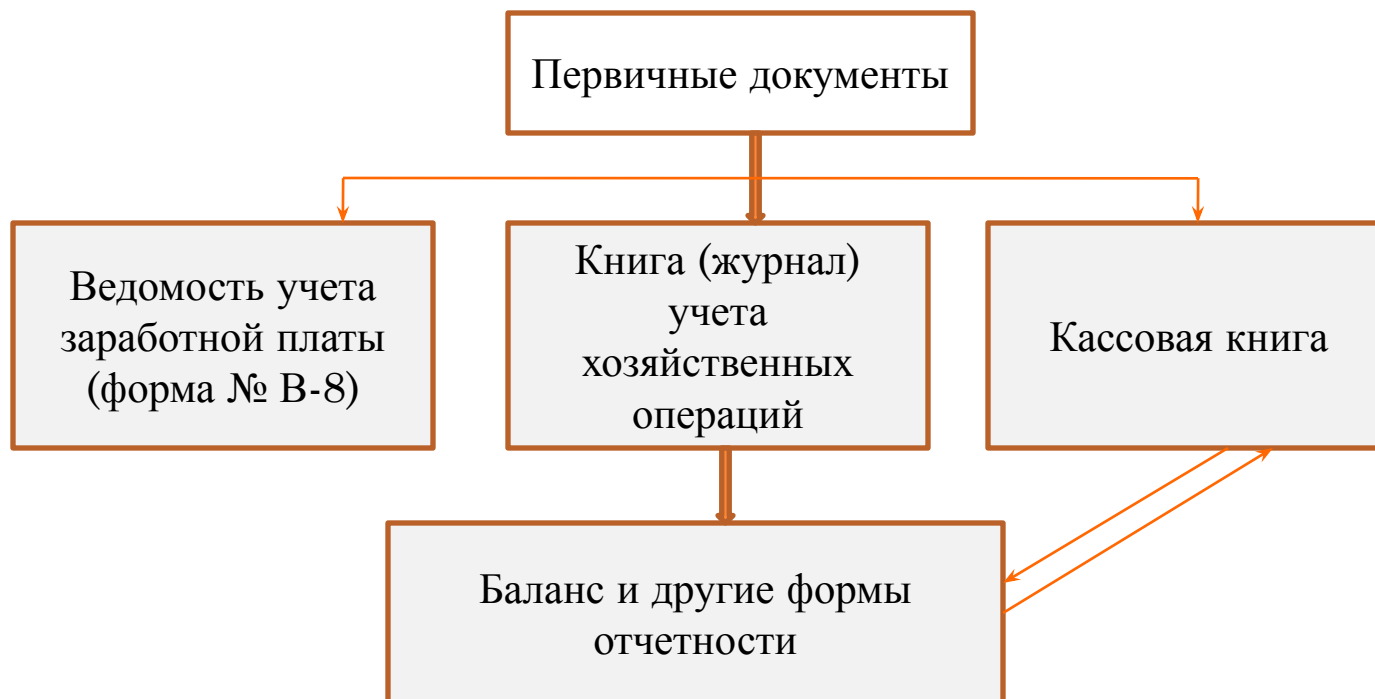 Первичные документы
Ведомость учета
заработной платы
(форма № В-8)
Книга (журнал)
учета
хозяйственных
операций
Кассовая книга
Баланс и другие формы
отчетности